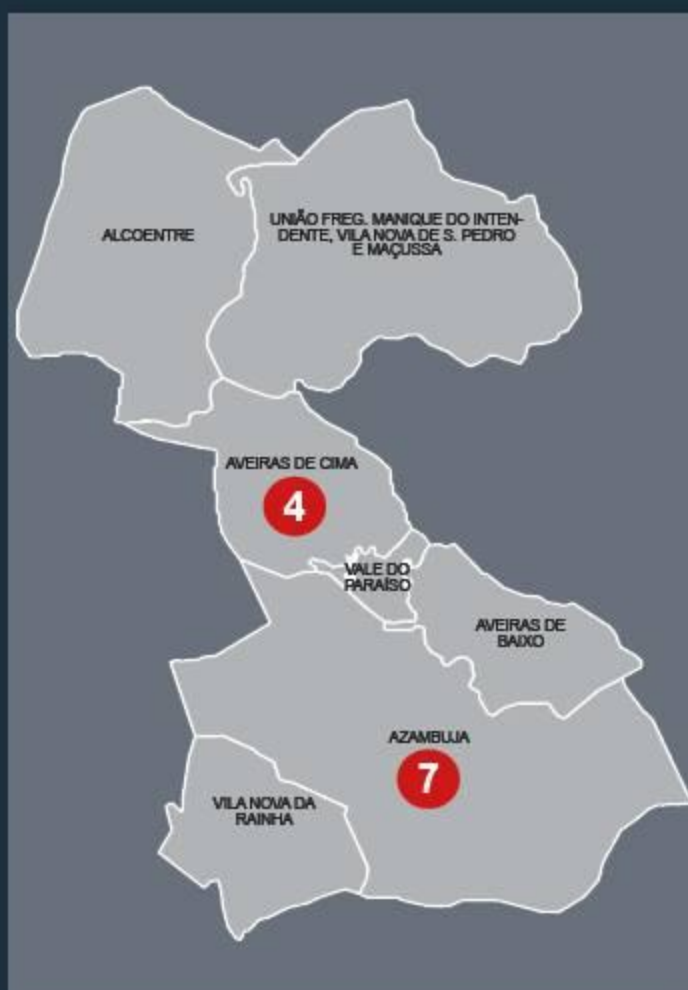 ALCOENTRE
UNIÃO FREG. MANIQUE DO INTEN-
DENTE, VILA NOVA DE S. PEDRO
E MAÇUSSA
AVEIRAS DE CIMA
4
VALE DO
PARAÍSO
AVEIRAS DE
BAIXO
AZAMBUJA
7
VILA NOVA DA
RAINHA